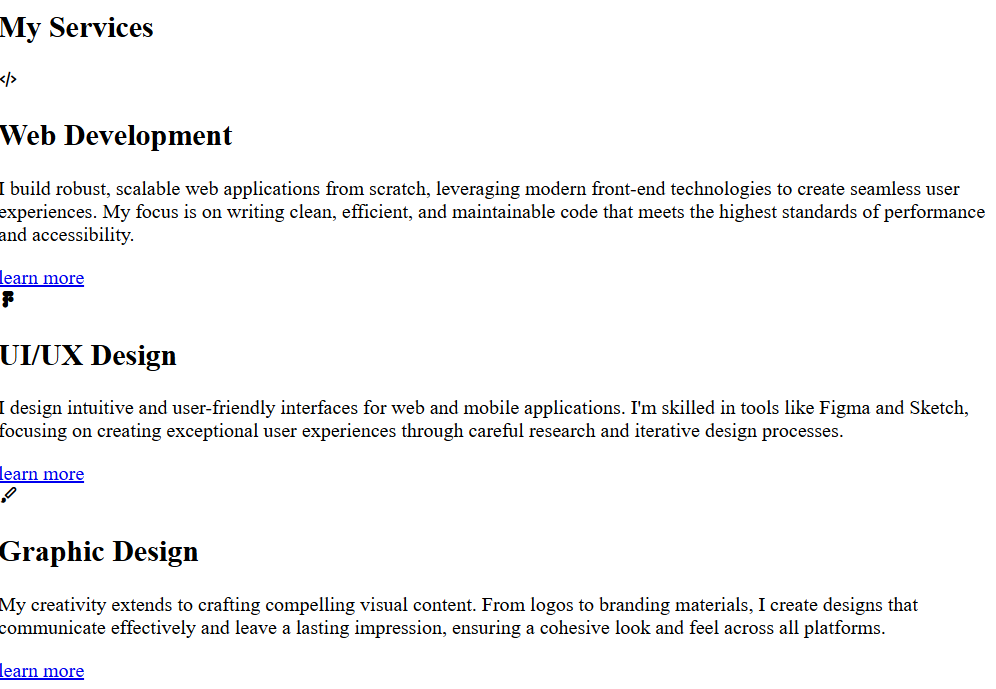 My Services
</>
Web Development
I build robust, scalable web applications from scratch, leveraging modern front-end technologies to create seamless user
experiences. My focus is on writing clean, efficient, and maintainable code that meets the highest standards of performance
and accessibility.
learn more
UI/UX Design
I design intuitive and user-friendly interfaces for web and mobile applications. I'm skilled in tools like Figma and Sketch,
focusing on creating exceptional user experiences through careful research and iterative design processes.
learn more
Graphic Design
My creativity extends to crafting compelling visual content. From logos to branding materials, I create designs that
communicate effectively and leave a lasting impression, ensuring a cohesive look and feel across all platforms.
learn more